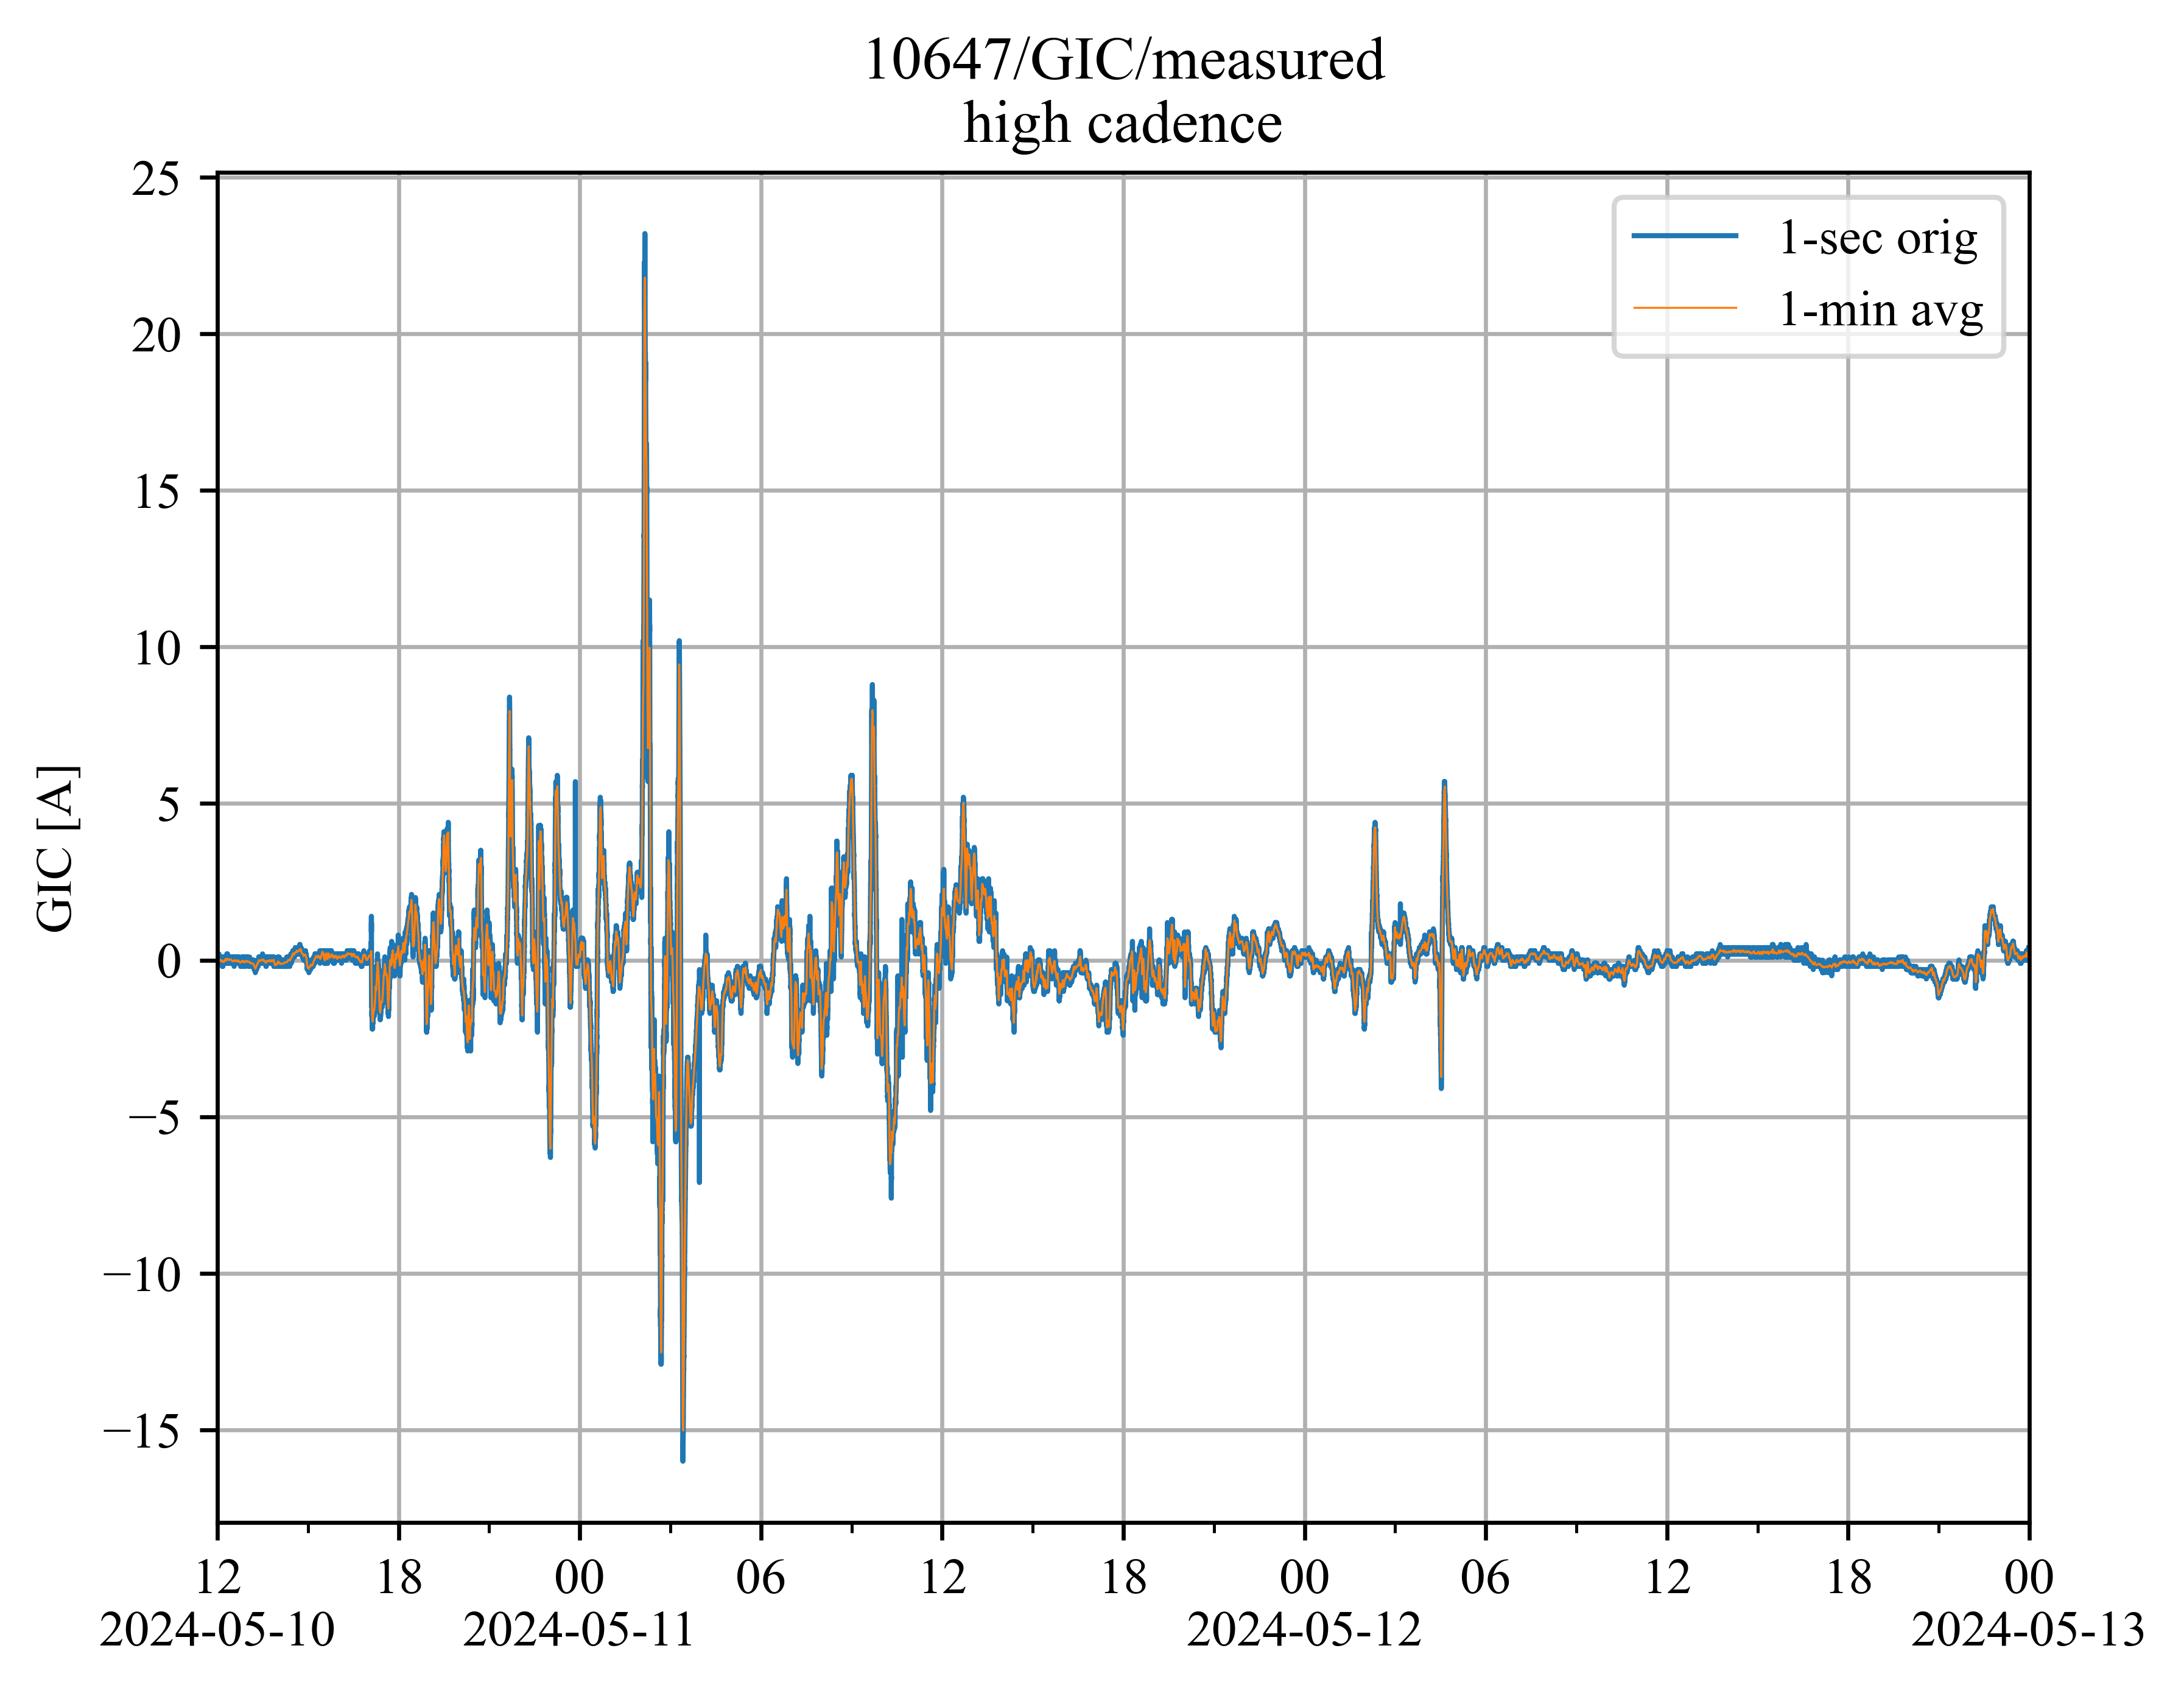 10647/GIC/measured
high cadence
25
20
15
10
5
0
−5
−10
−15
GIC [A]
1-sec orig
1-min avg
12 18 00 06 12 18 00 06 12 18 00
2024-05-10 2024-05-11 2024-05-12 2024-05-13